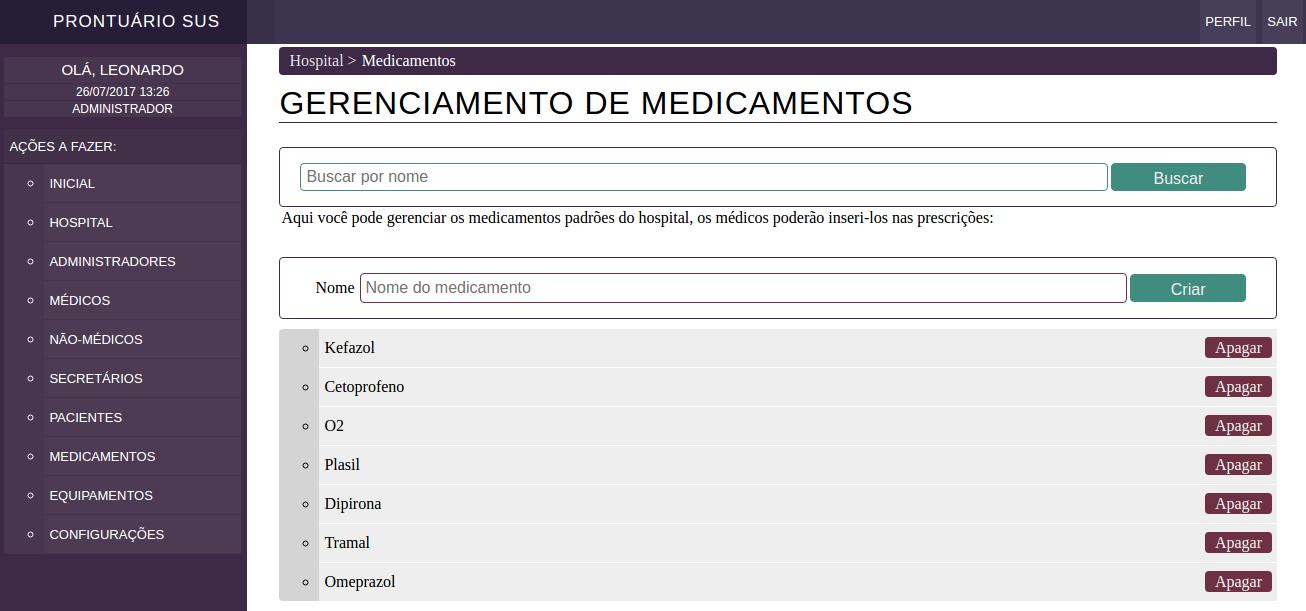 PRONTUÁRIO SUS
PERFIL SAIR
OLÁ, LEONARDO
26/07/2017 13:26
ADMINISTRADOR
AÇÕES A FAZER:
INICIAL
HOSPITAL
ADMINISTRADORES
MÉDICOS
NÃO-MÉDICOS
SECRETÁRIOS
PACIENTES
MEDICAMENTOS
EQUIPAMENTOS
CONFIGURAÇÕES
Hospital > Medicamentos
GERENCIAMENTO DE MEDICAMENTOS
Buscar por nome Buscar
Aqui você pode gerenciar os medicamentos padrões do hospital, os médicos poderão inseri-los nas prescrições:
Nome Nome do medicamento Criar
Kefazol Apagar
Cetoprofeno Apagar
O2 Apagar
Plasil Apagar
Dipirona Apagar
Tramal Apagar
Omeprazol Apagar